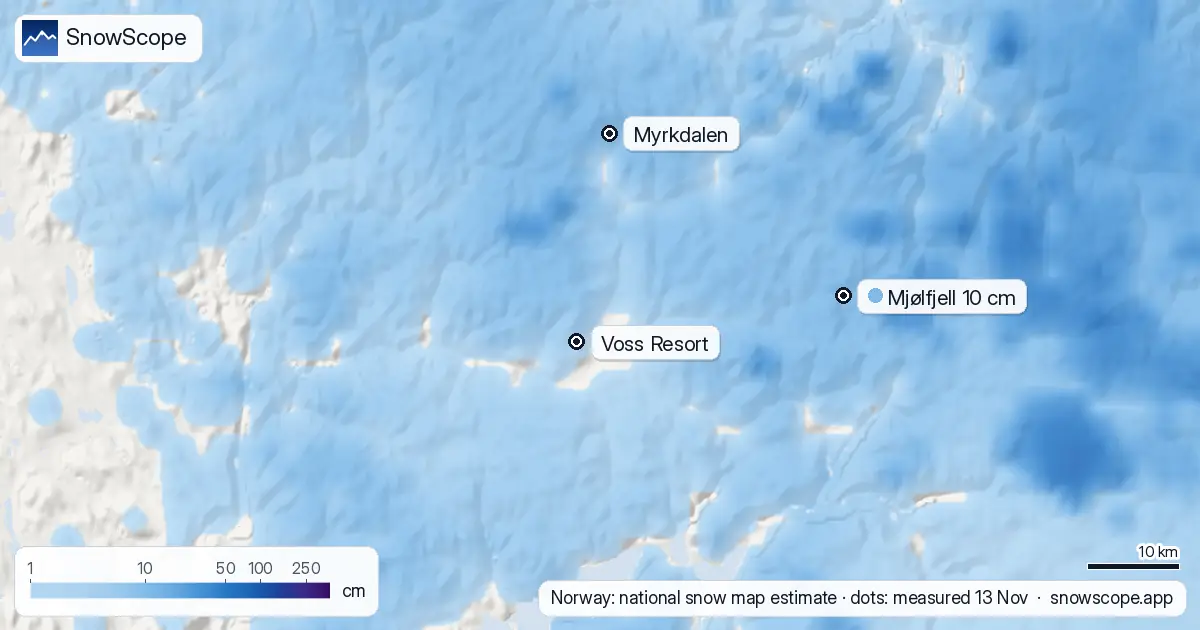 SnowScope
Myrkdalen
Mjølfjell 10 cm
Voss Resort
10 km
1 10 50 100 250
cm
Norway: national snow map estimate · dots: measured 13 Nov · snowscope.app